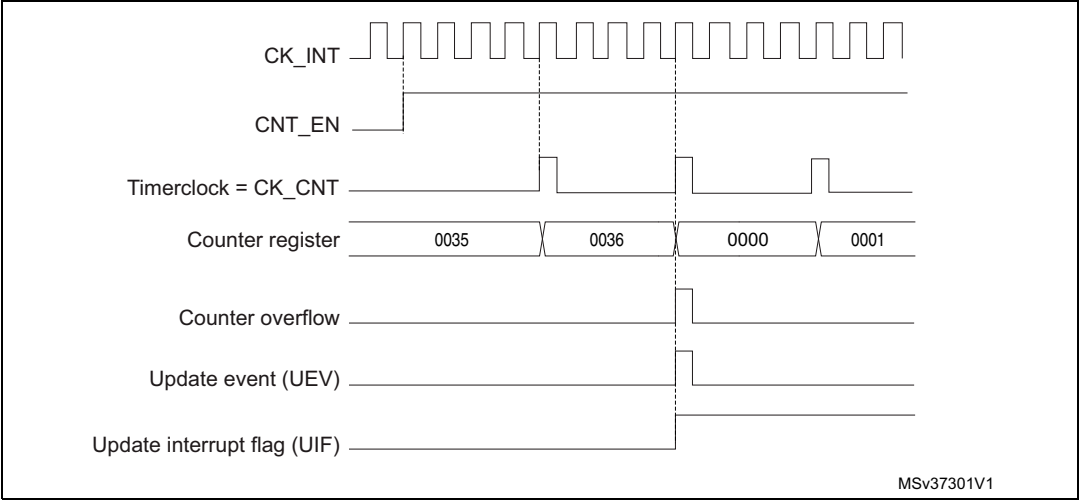 CK_INT
CNT_EN
Timerclock = CK_CNT
Counter register 0035 0036 0000 0001
Counter overflow
Update event (UEV)
Update interrupt flag (UIF)
MSv37301V1